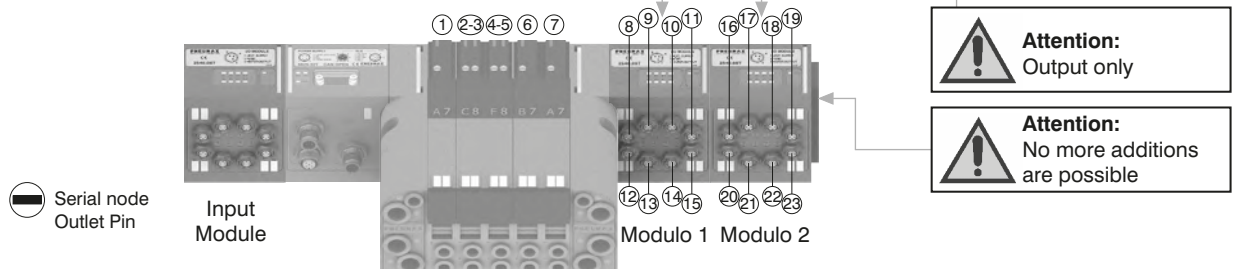 1 2-3 4-5 6 7
8 9 10 11
16 17 18 19
A7 C8 F8 B7 A7
12 13 14 15
20 21 22 23
Serial node
Outlet Pin
Input
Module
Modulo 1 Modulo 2
Attention:
Output only
Attention:
No more additions
are possible